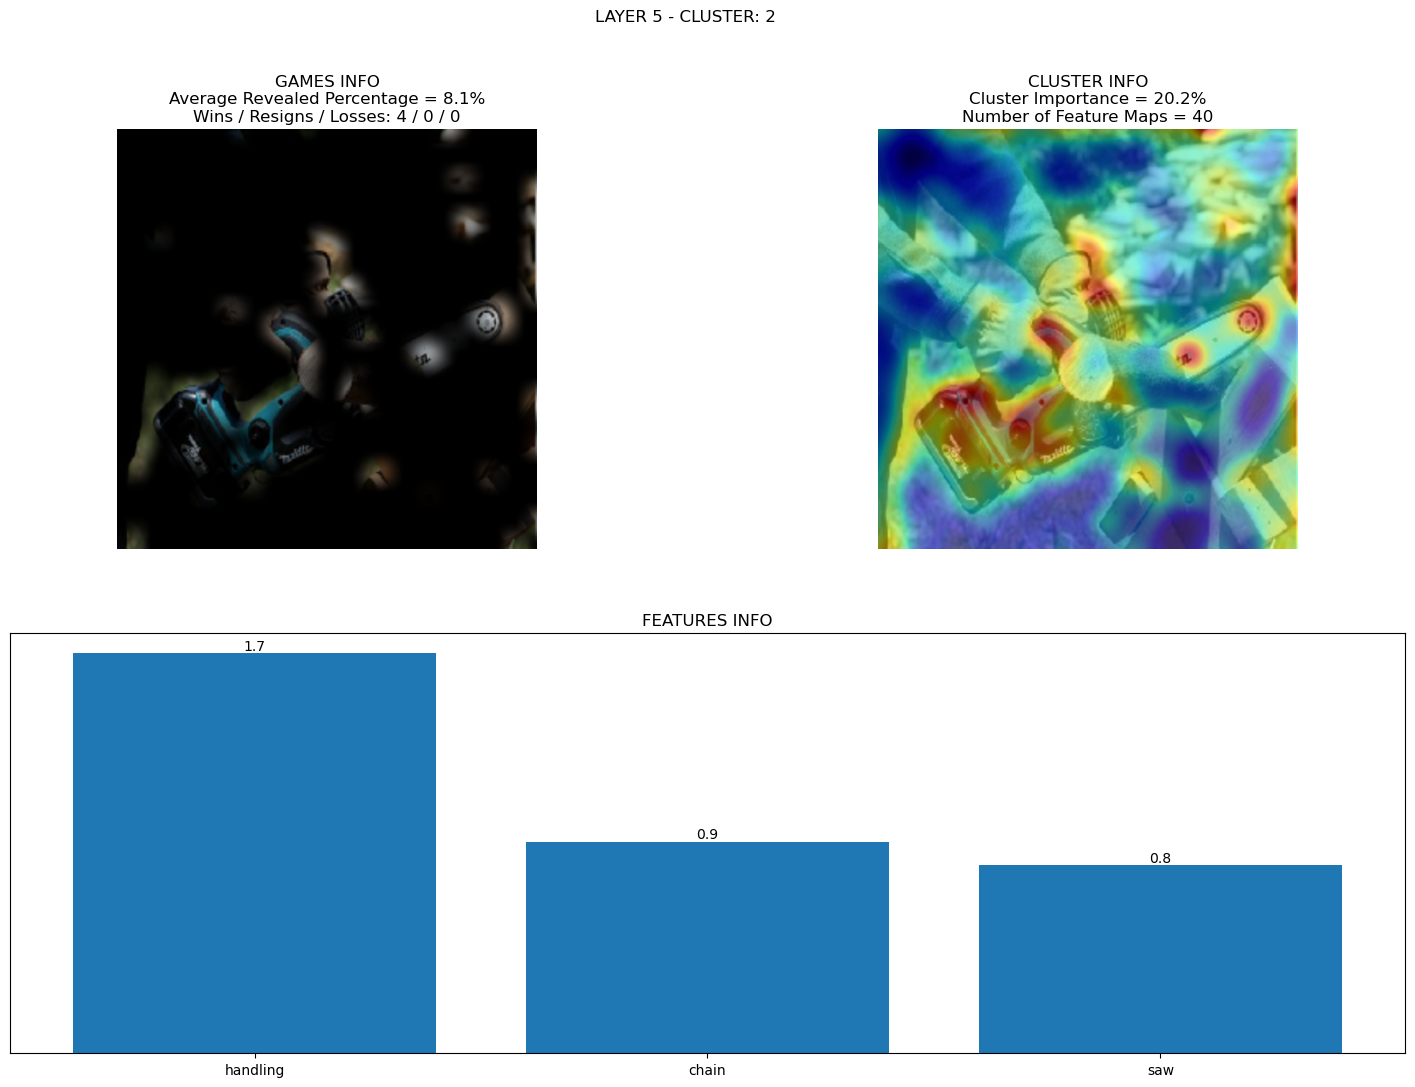 LAYER 5 - CLUSTER: 2
GAMES INFO
Average Revealed Percentage = 8.1%
Wins / Resigns / Losses: 4 / 0 / 0
CLUSTER INFO
Cluster Importance = 20.2%
Number of Feature Maps = 40
FEATURES INFO
1.7
0.9
0.8
handling
chain
saw